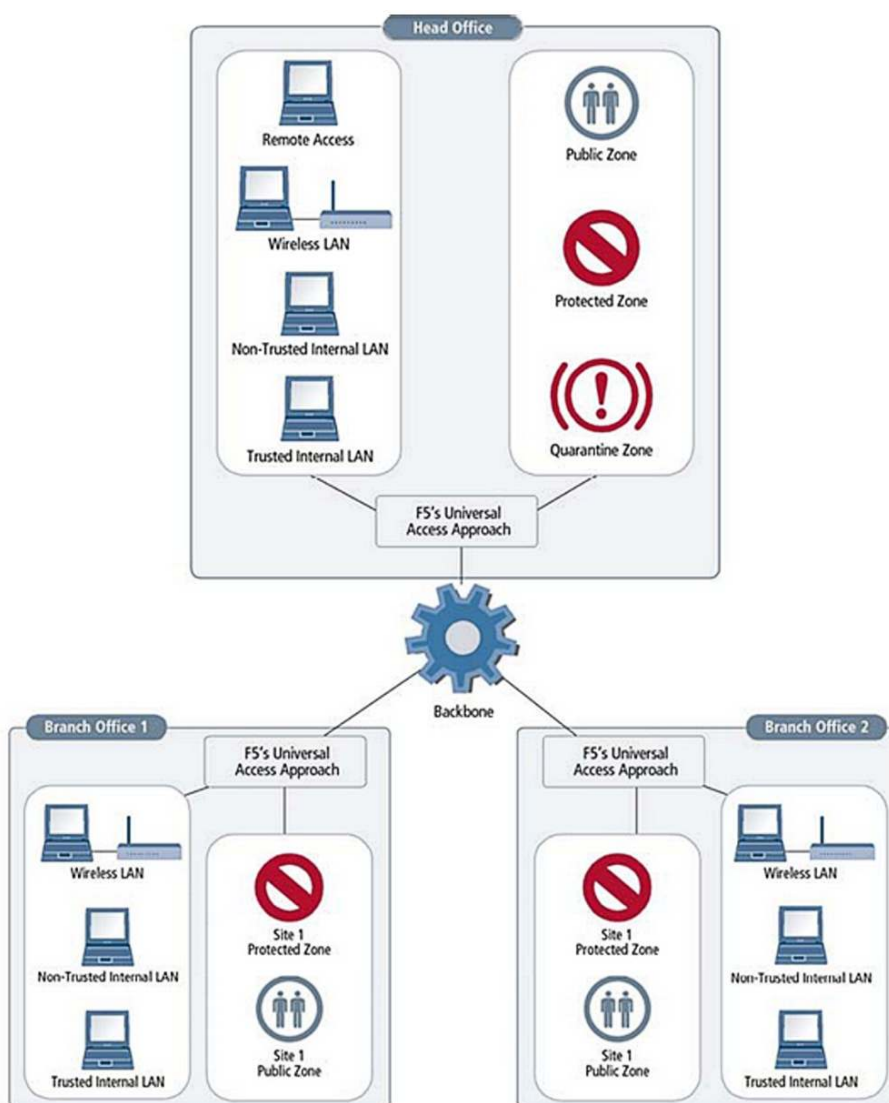 Head Office
Remote Access
Wireless LAN
Non-Trusted Internal LAN
Trusted Internal LAN
Public Zone
Protected Zone
Quarantine Zone
F5's Universal
Access Approach
Backbone
Branch Office 1
F5's Universal
Access Approach
Wireless LAN
Non-Trusted Internal LAN
Trusted Internal LAN
Site 1
Protected Zone
Site 1
Public Zone
Branch Office 2
F5's Universal
Access Approach
Site 1
Protected Zone
Site 1
Public Zone
Wireless LAN
Non-Trusted Internal LAN
Trusted Internal LAN